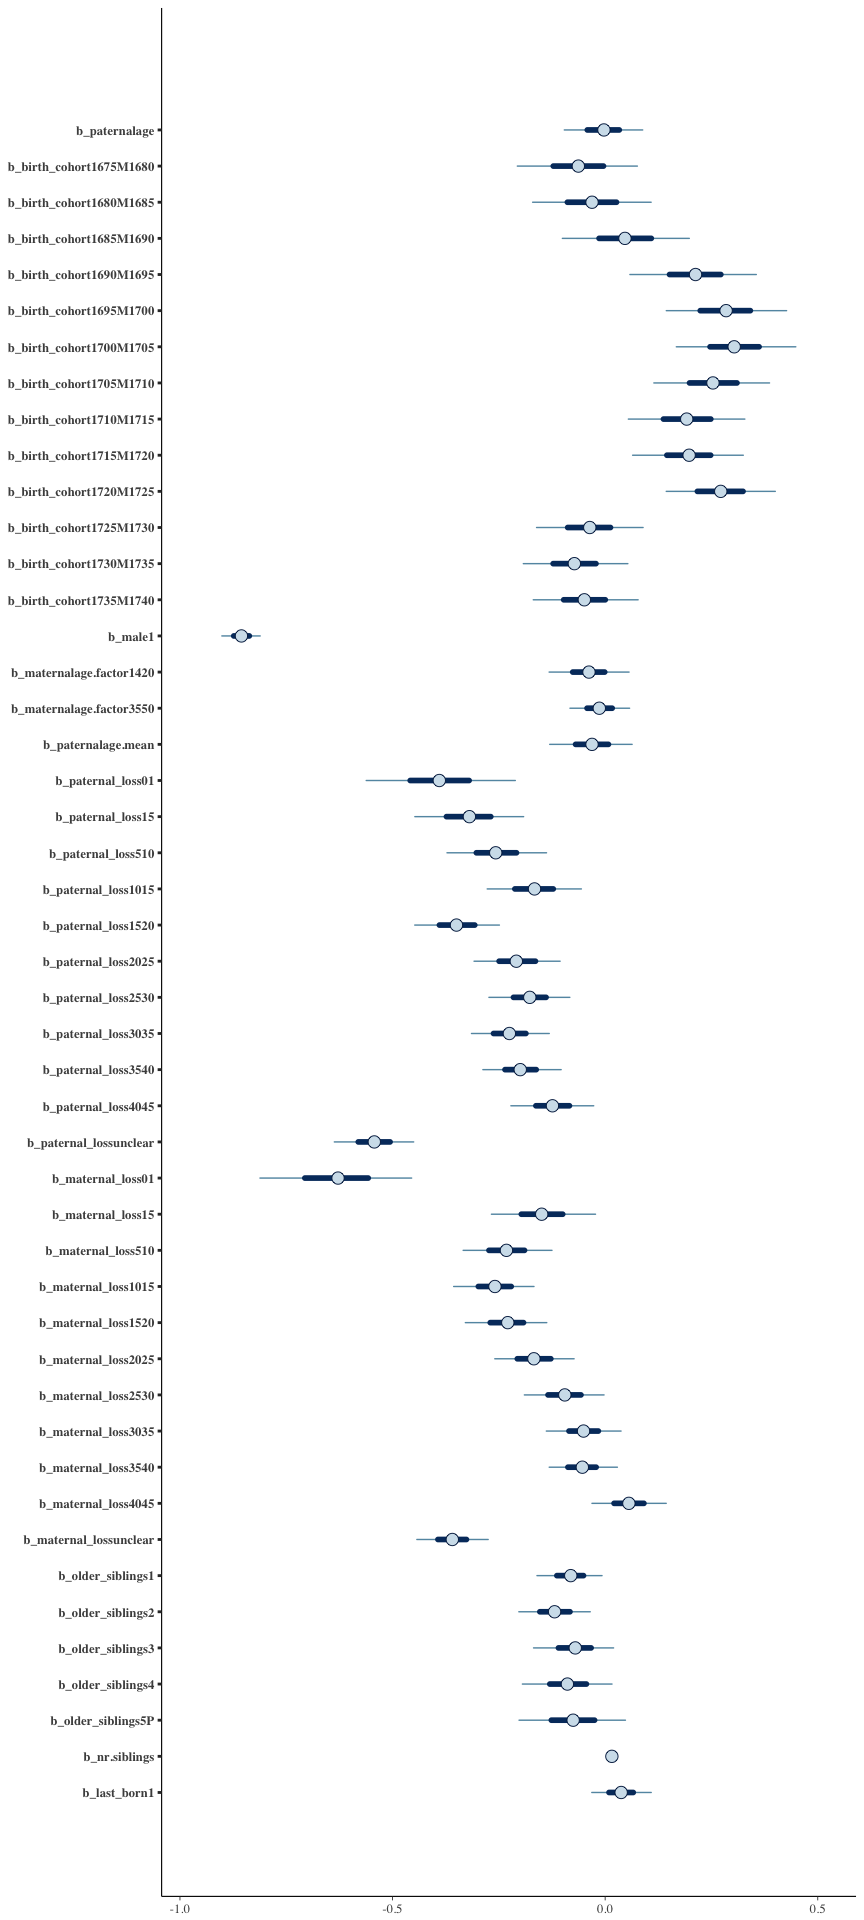 b_paternalage
b_birth_cohort1675M1680
b_birth_cohort1680M1685
b_birth_cohort1685M1690
b_birth_cohort1690M1695
b_birth_cohort1695M1700
b_birth_cohort1700M1705
b_birth_cohort1705M1710
b_birth_cohort1710M1715
b_birth_cohort1715M1720
b_birth_cohort1720M1725
b_birth_cohort1725M1730
b_birth_cohort1730M1735
b_birth_cohort1735M1740
b_male1
b_maternalage.factor1420
b_maternalage.factor3550
b_paternalage.mean
b_paternal_loss01
b_paternal_loss15
b_paternal_loss510
b_paternal_loss1015
b_paternal_loss1520
b_paternal_loss2025
b_paternal_loss2530
b_paternal_loss3035
b_paternal_loss3540
b_paternal_loss4045
b_paternal_lossunclear
b_maternal_loss01
b_maternal_loss15
b_maternal_loss510
b_maternal_loss1015
b_maternal_loss1520
b_maternal_loss2025
b_maternal_loss2530
b_maternal_loss3035
b_maternal_loss3540
b_maternal_loss4045
b_maternal_lossunclear
b_older_siblings1
b_older_siblings2
b_older_siblings3
b_older_siblings4
b_older_siblings5P
b_nr.siblings
b_last_born1
-1.0 -0.5 0.0 0.5